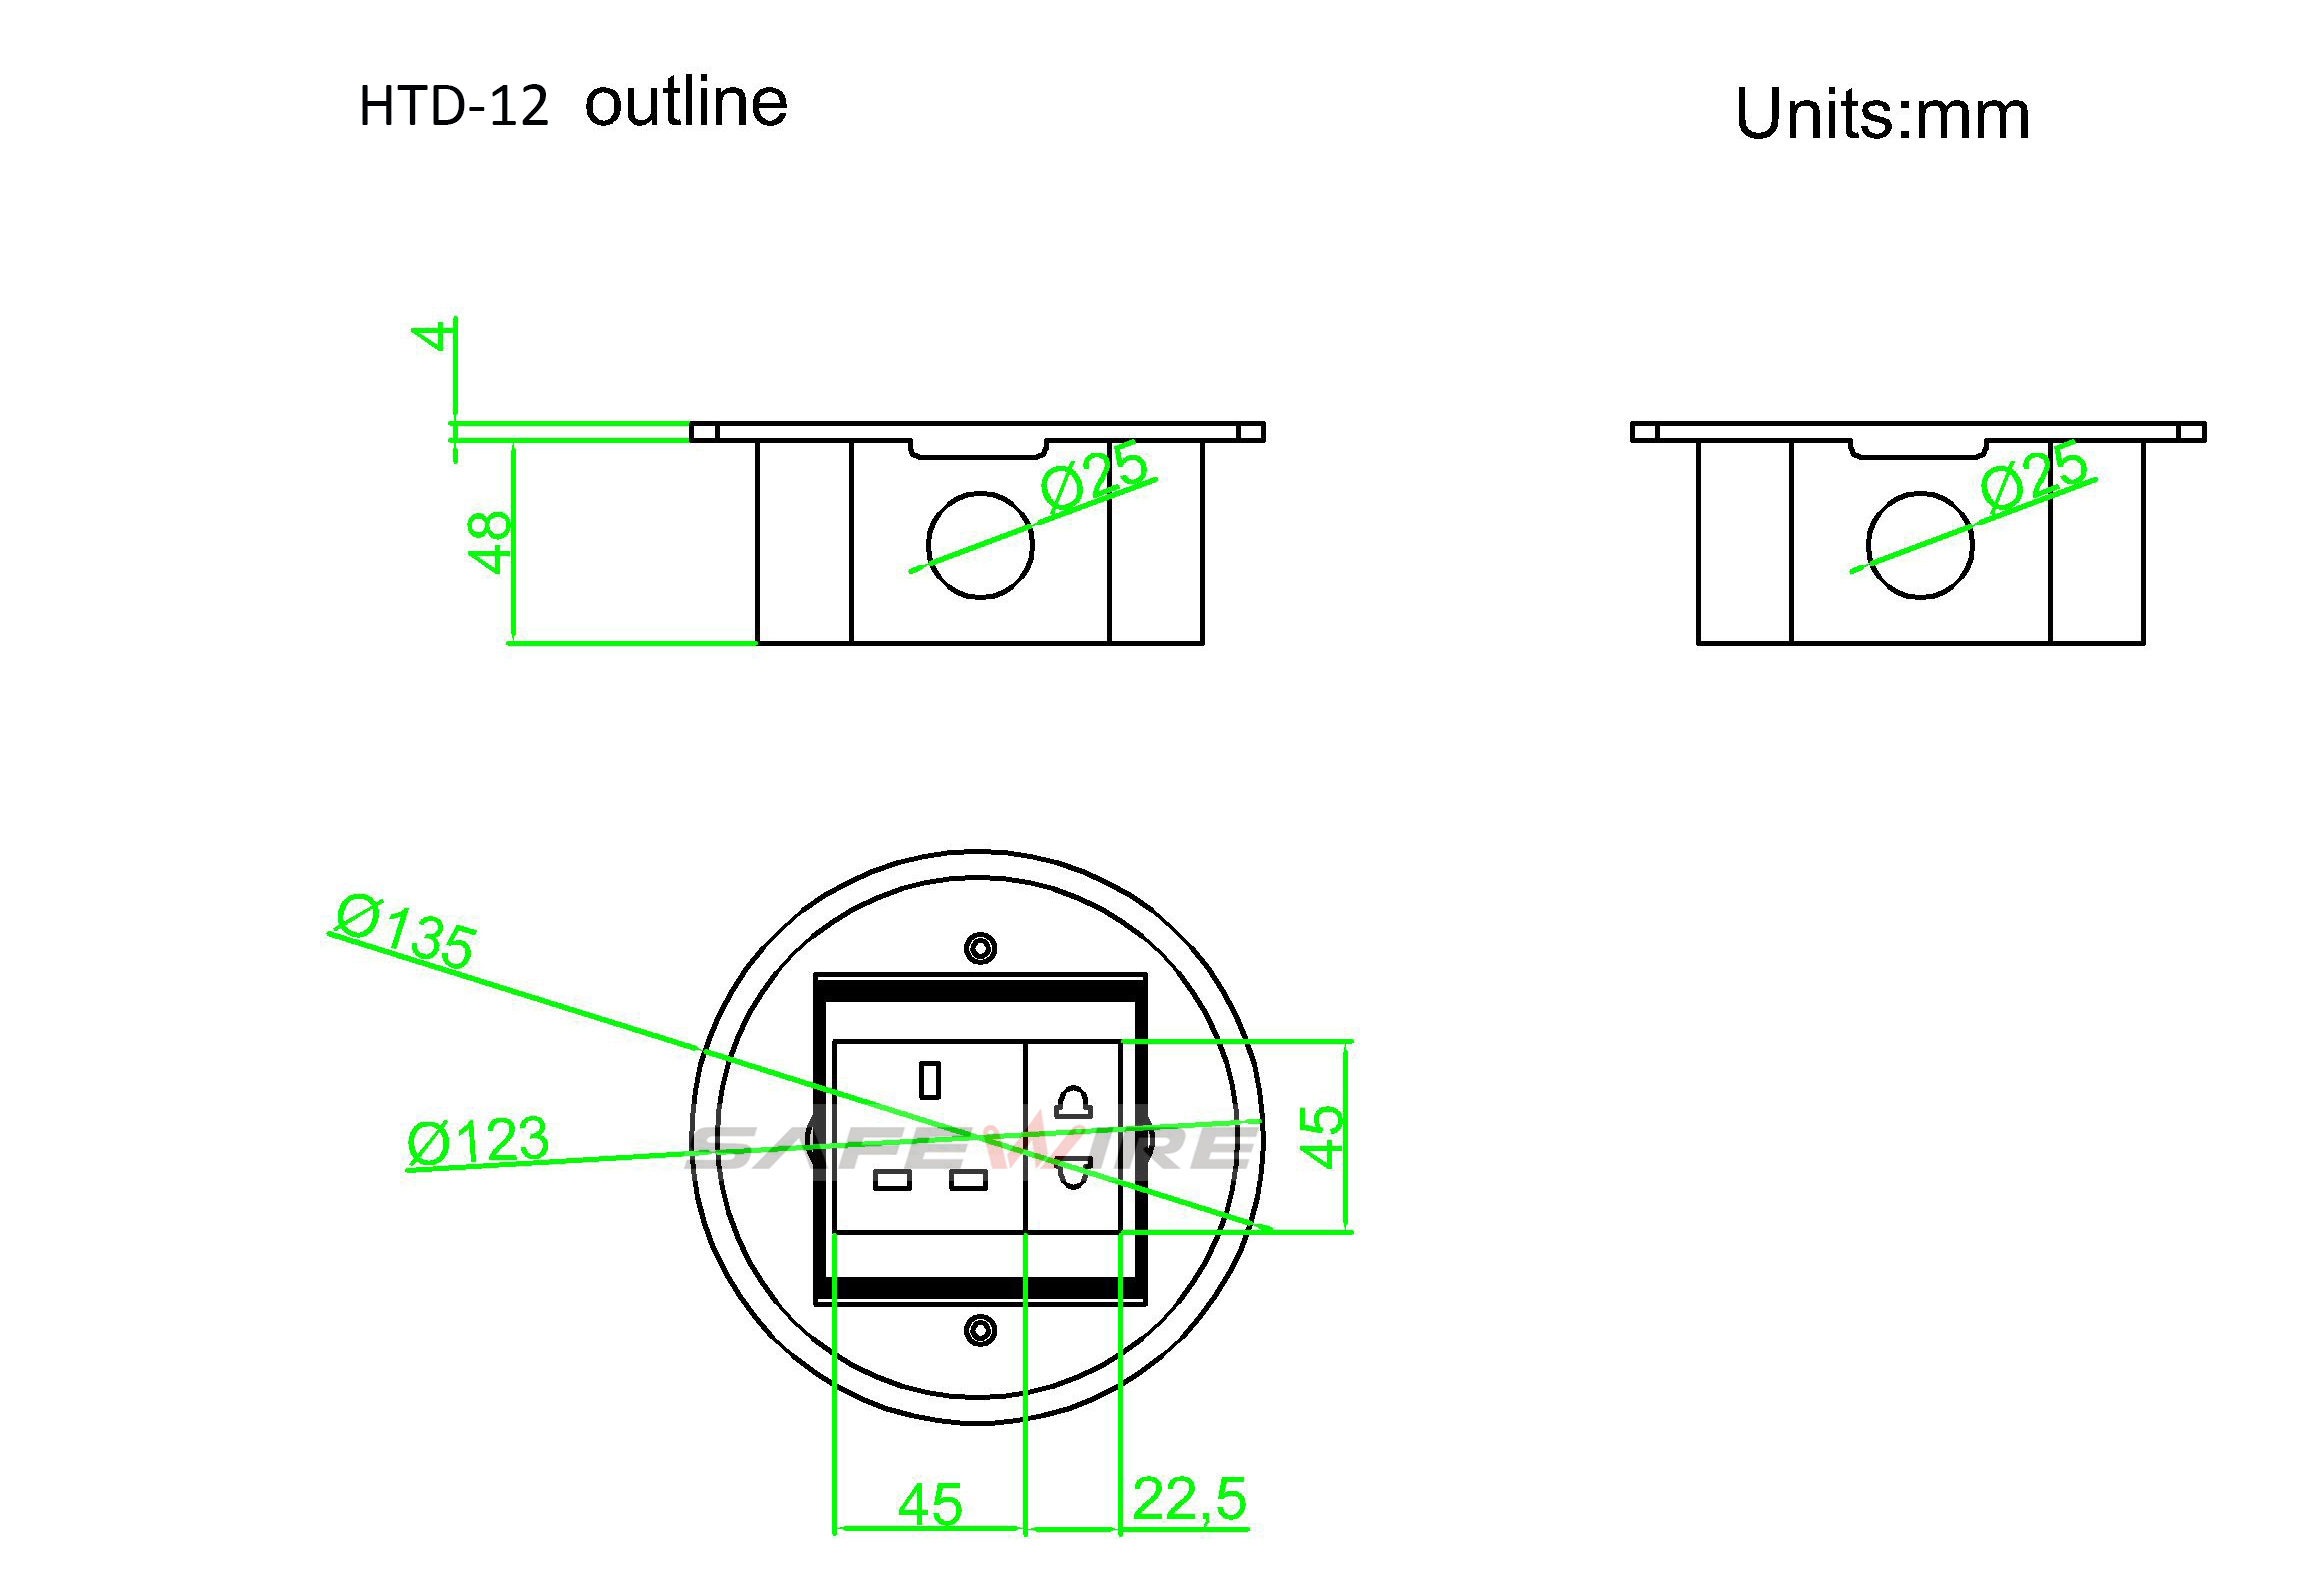 HTD-12 outline
Units:mm
4
48
Ø25
Ø25
Ø135
Ø123
SAFEWIRE
45
45
22,5